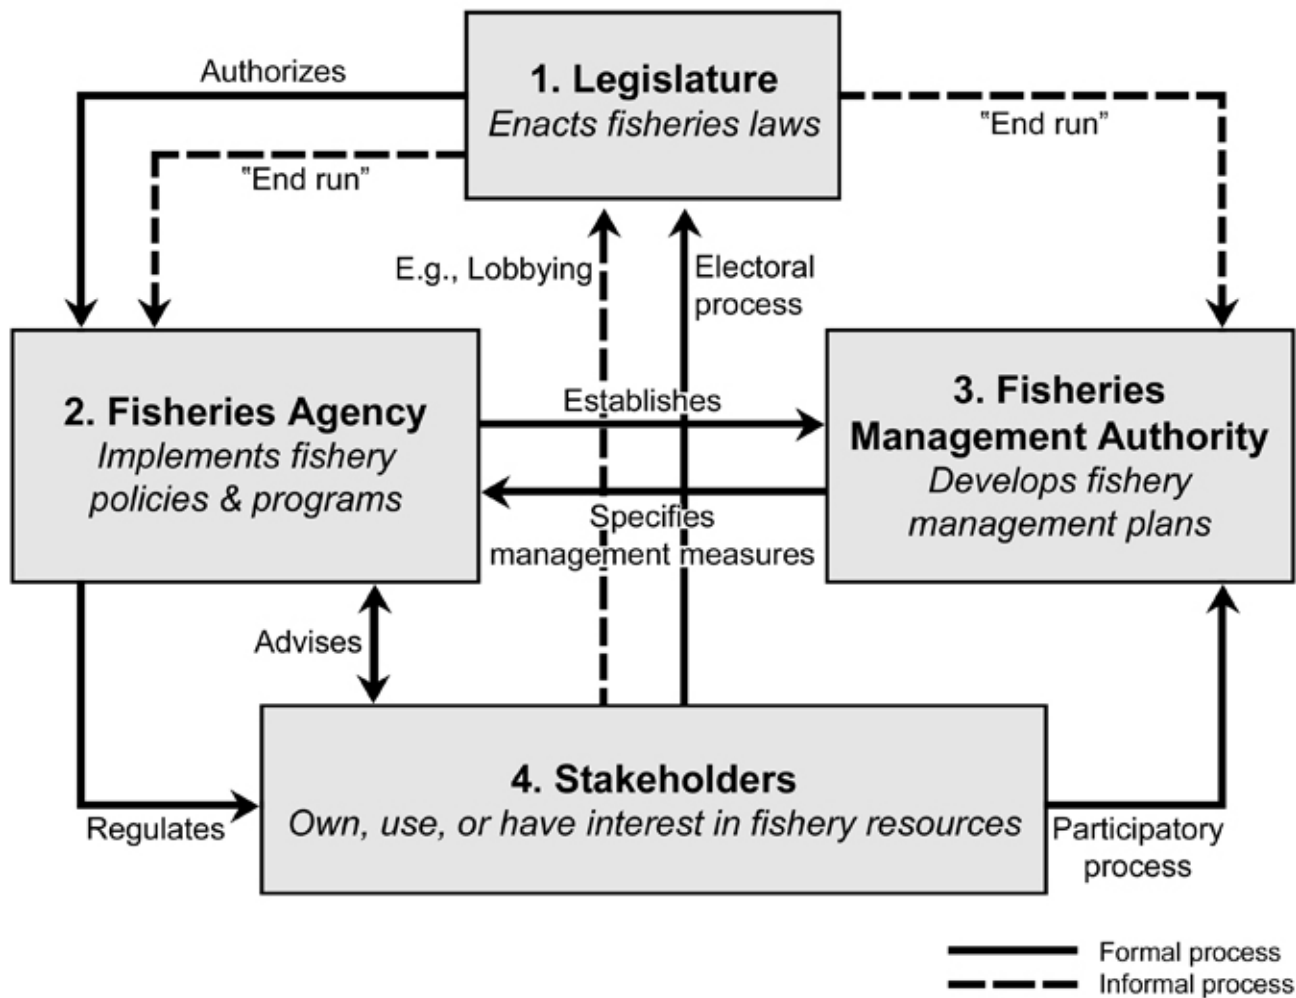 Authorizes
1. Legislature
Enacts fisheries laws
"End run”
"End run”
E.g., Lobbying
Electoral
process
2. Fisheries Agency
Implements fishery
policies & programs
Establishes
Specifies
management measures
3. Fisheries
Management Authority
Develops fishery
management plans
Advises
Regulates
4. Stakeholders
Own, use, or have interest in fishery resources
Participatory
process
Formal process
Informal process